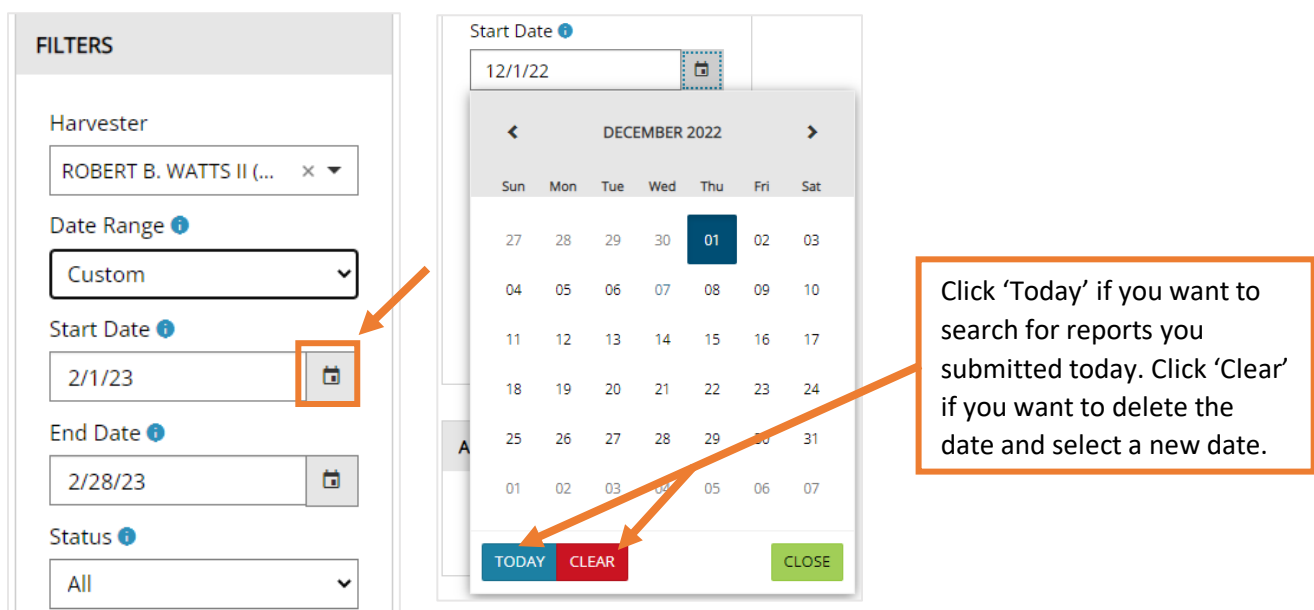 FILTERS
Harvester
ROBERT B. WATTS II (... × 
Date Range
Custom
Start Date
2/1/23
End Date
2/28/23
Status
All
Start Date
12/1/22
DECEMBER 2022
Sun Mon Tue Wed Thu Fri Sat
27 28 29 30 01 02 03
04 05 06 07 08 09 10
11 12 13 14 15 16 17
18 19 20 21 22 23 24
25 26 27 28 29 30 31
A
01 02 03 04 05 06 07
TODAY CLEAR CLOSE
Click ‘Today’ if you want to
search for reports you
submitted today. Click ‘Clear’
if you want to delete the
date and select a new date.